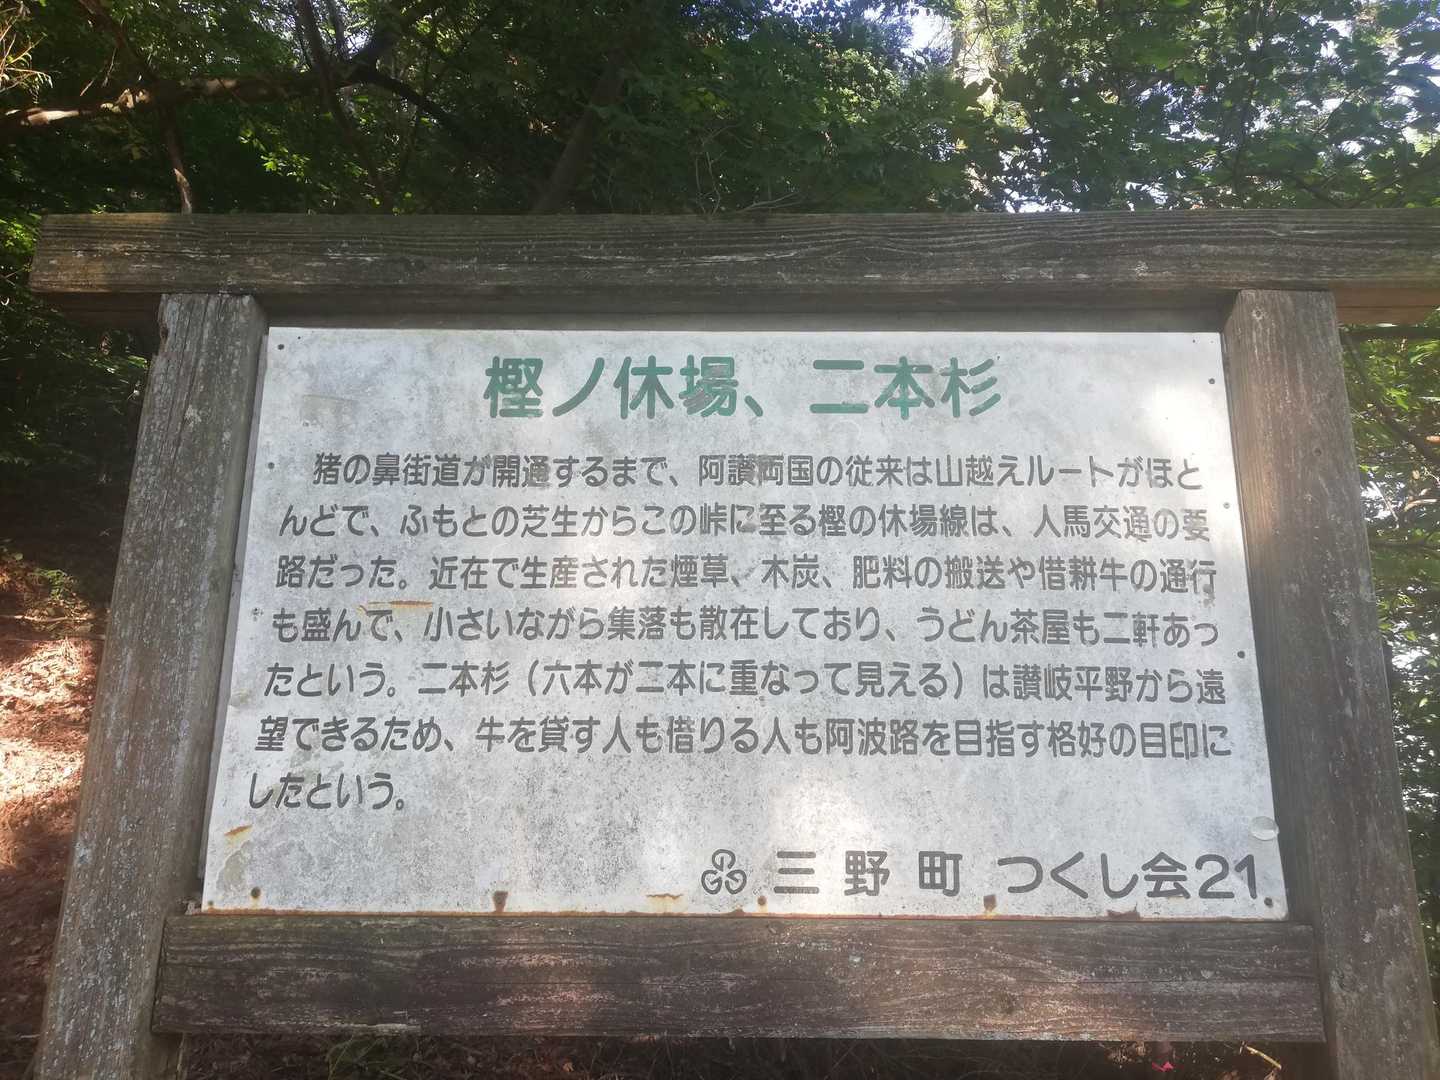 樫ノ休場、二本杉
猪の鼻街道が開通するまで、阿讃両国の従来は山越えルートがほと
んどで、ふもとの芝生からこの峠に至る樫の休場線は、人馬交通の要
路だった。近在で生産された煙草、木炭、肥料の搬送や借耕牛の通行
も盛んで、小さいながら集落も散在しており、うどん茶屋も二軒あっ
たという。二本杉（六本が二本に重なって見える）は讃岐平野から遠
望できるため、牛を貸す人も借りる人も阿波路を目指す格好の目印に
したという。
三野町 つくし会21